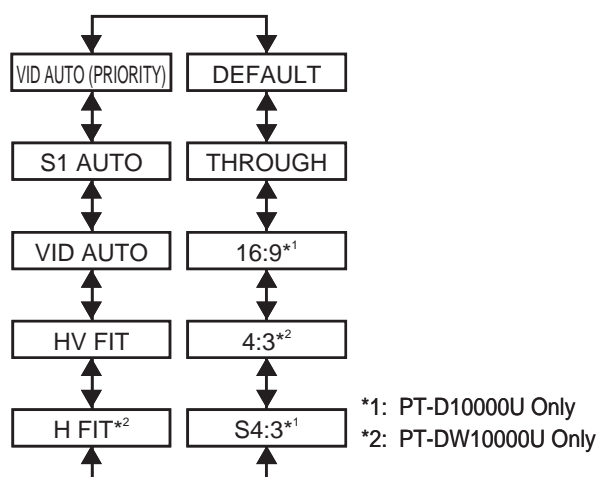 VID AUTO (PRIORITY) DEFAULT
S1 AUTO THROUGH
VID AUTO 16:9*1
HV FIT 4:3*2
H FIT*2 S4:3*1
*1: PT-D10000U Only
*2: PT-DW10000U Only